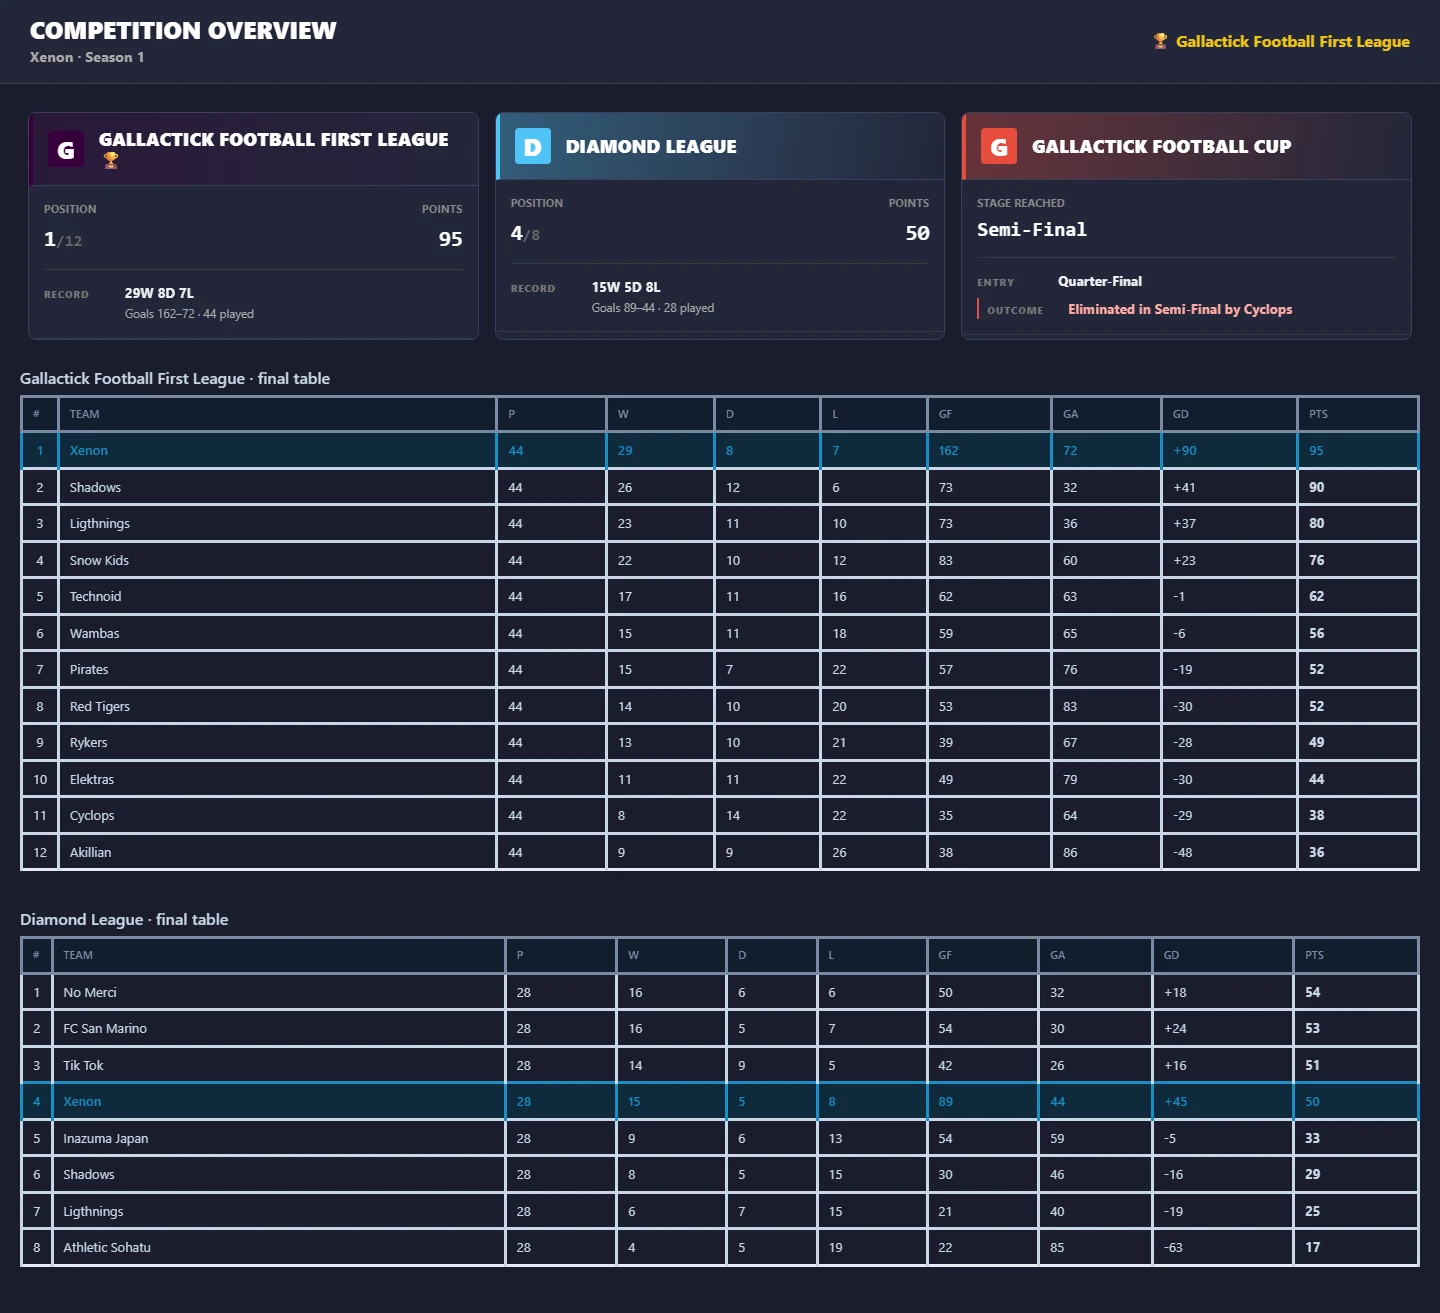 COMPETITION OVERVIEW
Xenon · Season 1
🏆 Gallactick Football First League
G GALLACTICK FOOTBALL FIRST LEAGUE 🏆
POSITION POINTS
1/12 95
RECORD 29W 8D 7L
Goals 162–72 · 44 played
D DIAMOND LEAGUE
POSITION POINTS
4/8 50
RECORD 15W 5D 8L
Goals 89–44 · 28 played
G GALLACTICK FOOTBALL CUP
STAGE REACHED
Semi-Final
ENTRY Quarter-Final
OUTCOME Eliminated in Semi-Final by Cyclops
Gallactick Football First League · final table
# TEAM P W D L GF GA GD PTS
1 Xenon 44 29 8 7 162 72 +90 95
2 Shadows 44 26 12 6 73 32 +41 90
3 Ligthnings 44 23 11 10 73 36 +37 80
4 Snow Kids 44 22 10 12 83 60 +23 76
5 Technoid 44 17 11 16 62 63 -1 62
6 Wambas 44 15 11 18 59 65 -6 56
7 Pirates 44 15 7 22 57 76 -19 52
8 Red Tigers 44 14 10 20 53 83 -30 52
9 Rykers 44 13 10 21 39 67 -28 49
10 Elektras 44 11 11 22 49 79 -30 44
11 Cyclops 44 8 14 22 35 64 -29 38
12 Akillian 44 9 9 26 38 86 -48 36
Diamond League · final table
# TEAM P W D L GF GA GD PTS
1 No Merci 28 16 6 6 50 32 +18 54
2 FC San Marino 28 16 5 7 54 30 +24 53
3 Tik Tok 28 14 9 5 42 26 +16 51
4 Xenon 28 15 5 8 89 44 +45 50
5 Inazuma Japan 28 9 6 13 54 59 -5 33
6 Shadows 28 8 5 15 30 46 -16 29
7 Ligthnings 28 6 7 15 21 40 -19 25
8 Athletic Sohatu 28 4 5 19 22 85 -63 17